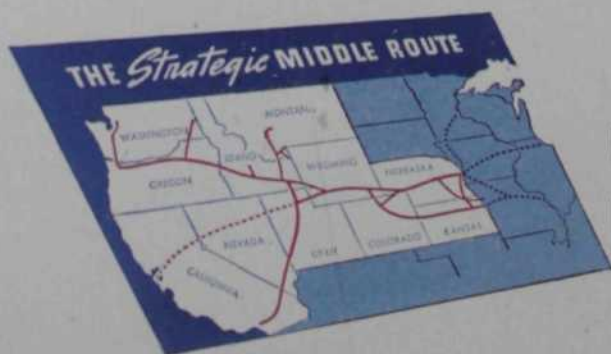 THE Strategic MIDDLE ROUTE
WASHINGTON
MONTANA
OREGON
IDAHO
WYOMING
NEBRASKA
NEVADA
UTAH
COLORADO
KANSAS
CALIFORNIA